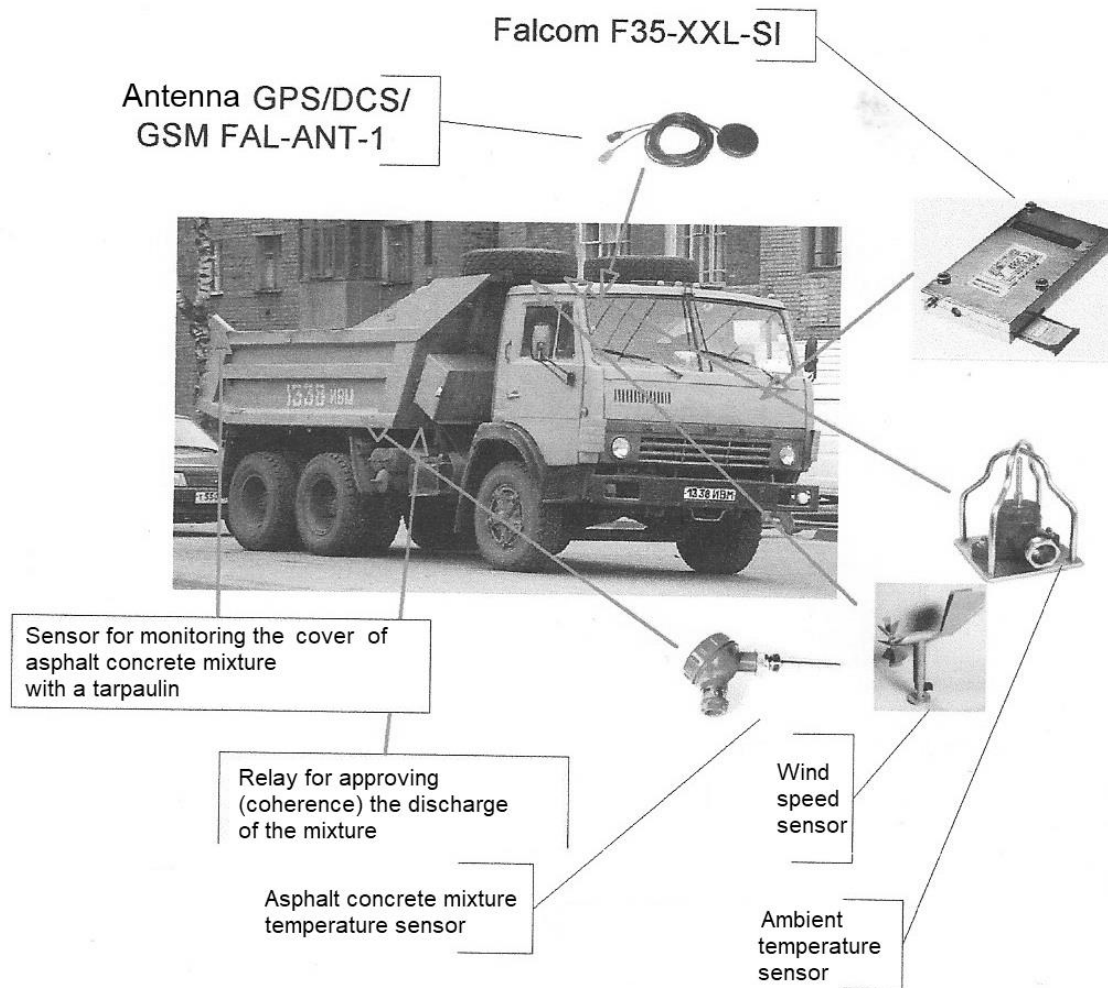 Falcom F35-XXL-SI
Antenna GPS/DCS/
GSM FAL-ANT-1
1338 ИВМ
1338 ИВМ
Sensor for monitoring the cover of
asphalt concrete mixture
with a tarpaulin
Relay for approving
(coherence) the discharge
of the mixture
Wind
speed
sensor
Asphalt concrete mixture
temperature sensor
Ambient
temperature
sensor